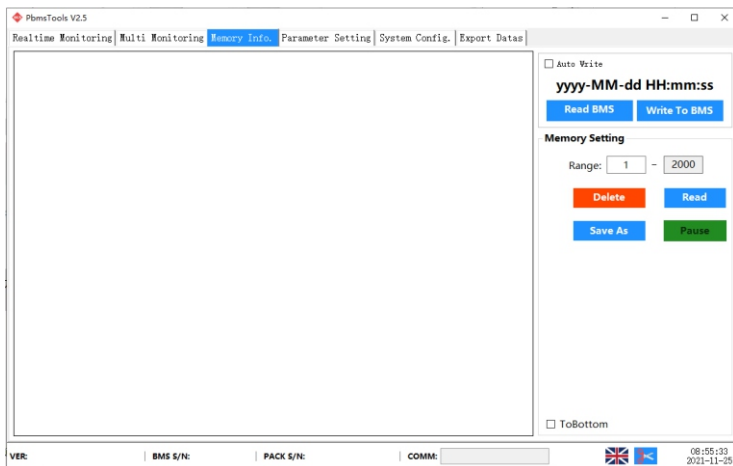 PbmsTools V2.5
Realtime Monitoring Multi Monitoring Memory Info. Parameter Setting System Config. Export Datas
Auto Write
yyyy-MM-dd HH:mm:ss
Read BMS Write To BMS
Memory Setting
Range: 1 - 2000
Delete Read
Save As Pause
ToBottom
VER: BMS S/N: PACK S/N: COMM: 08:55:33
2021-11-25